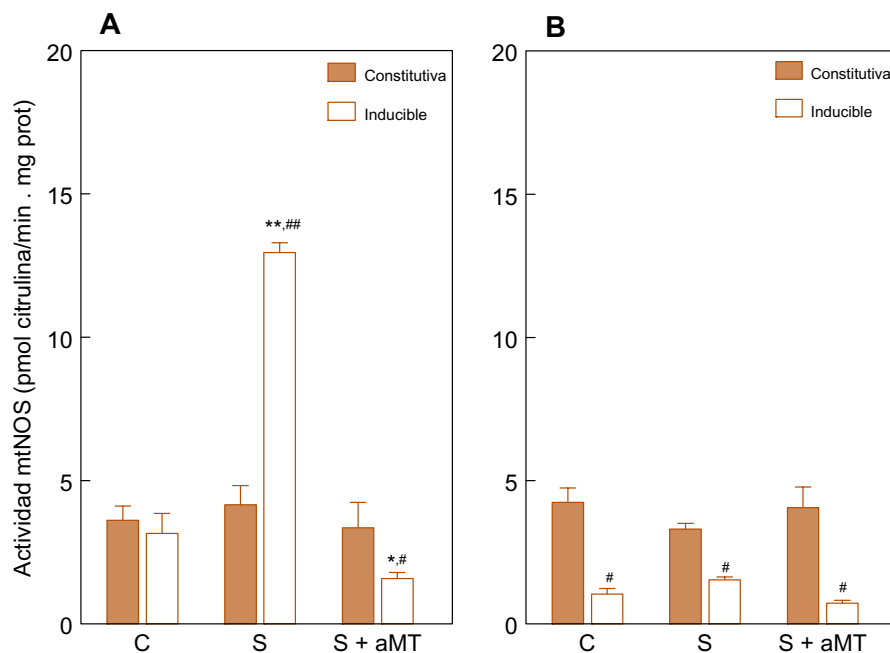 A
B
Actividad mtNOS (pmol citrulina/min . mg prot)
20
15
10
5
0
Constitutiva
Inducible
**,##
*,#
C
S
S + aMT
20
15
10
5
0
Constitutiva
Inducible
#
#
#
C
S
S + aMT